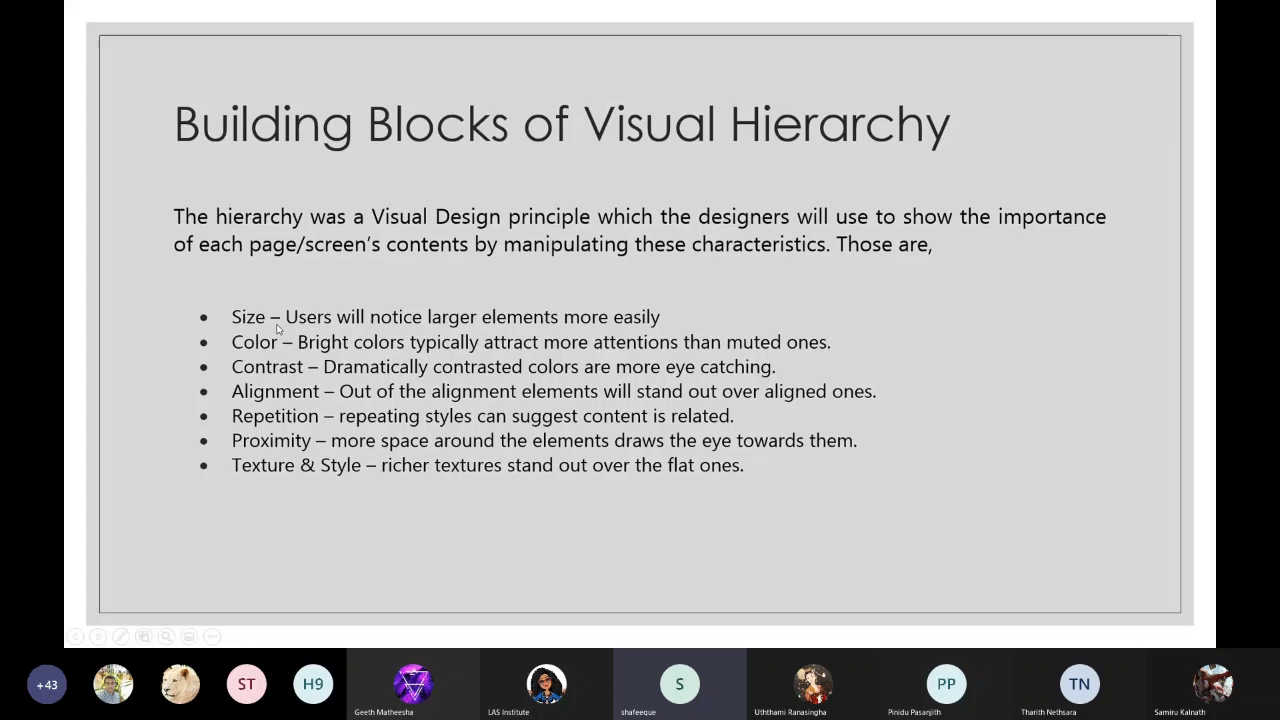 Building Blocks of Visual Hierarchy
The hierarchy was a Visual Design principle which the designers will use to show the importance
of each page/screen's contents by manipulating these characteristics. Those are,
• Size – Users will notice larger elements more easily
• Color – Bright colors typically attract more attentions than muted ones.
• Contrast – Dramatically contrasted colors are more eye catching.
• Alignment – Out of the alignment elements will stand out over aligned ones.
• Repetition – repeating styles can suggest content is related.
• Proximity – more space around the elements draws the eye towards them.
• Texture & Style – richer textures stand out over the flat ones.
+43
ST
H9
S
PP
TN
Geeth Matheesha
LAS Institute
shafeeque
Uththami Ranasingha
Pinidu Pasanjith
Tharith Nethsara
Samiru Kalnath